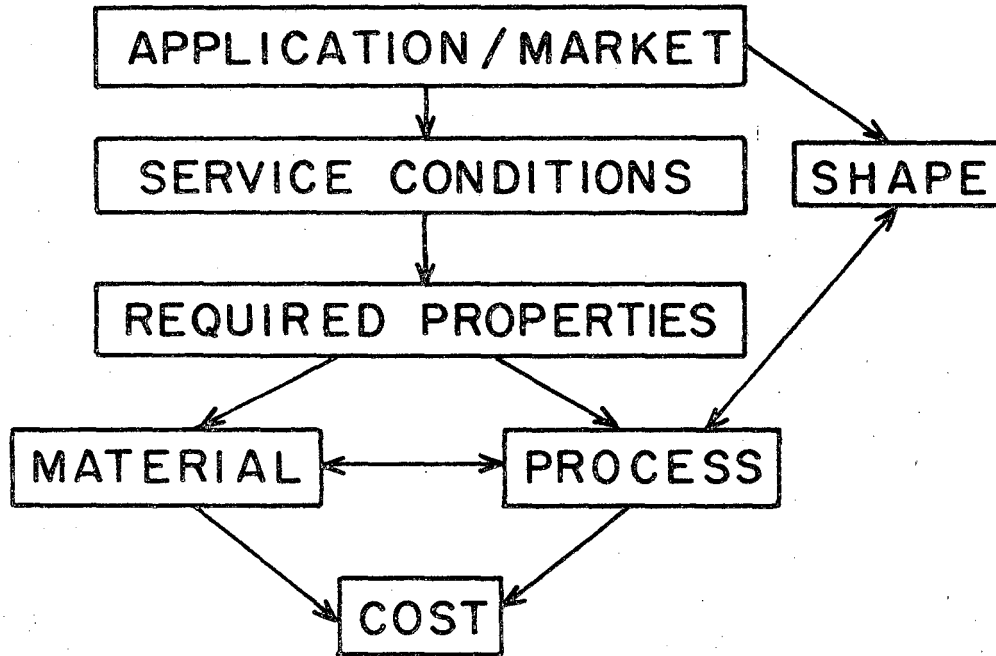 APPLICATION/MARKET
SERVICE CONDITIONS
SHAPE
REQUIRED PROPERTIES
MATERIAL
PROCESS
COST